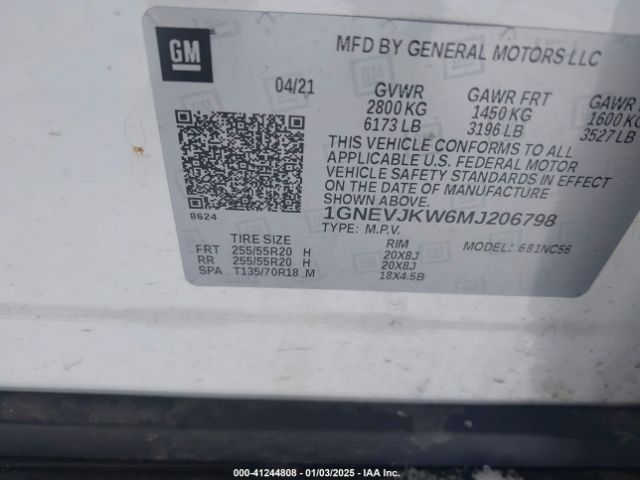 GM
MFD BY GENERAL MOTORS LLC
04/21
GVWR GAWR FRT GAWR
2800 KG 1450 KG 1600 KG
6173 LB 3196 LB 3527 LB
THIS VEHICLE CONFORMS TO ALL
APPLICABLE U.S. FEDERAL MOTOR
VEHICLE SAFETY STANDARDS IN EFFECT
ON THE DATE OF MANUFACTURE
SHOWN ABOVE.
8624
1GNEVJKW6MJ206798
TYPE: M.P.V.
TIRE SIZE RIM MODEL: 681NC56
FRT 255/55R20 H 20X8J
RR 255/55R20 H 20X8J
SPA T135/70R18 M 18X4.5B
000-41244808 - 01/03/2025 - IAA Inc.